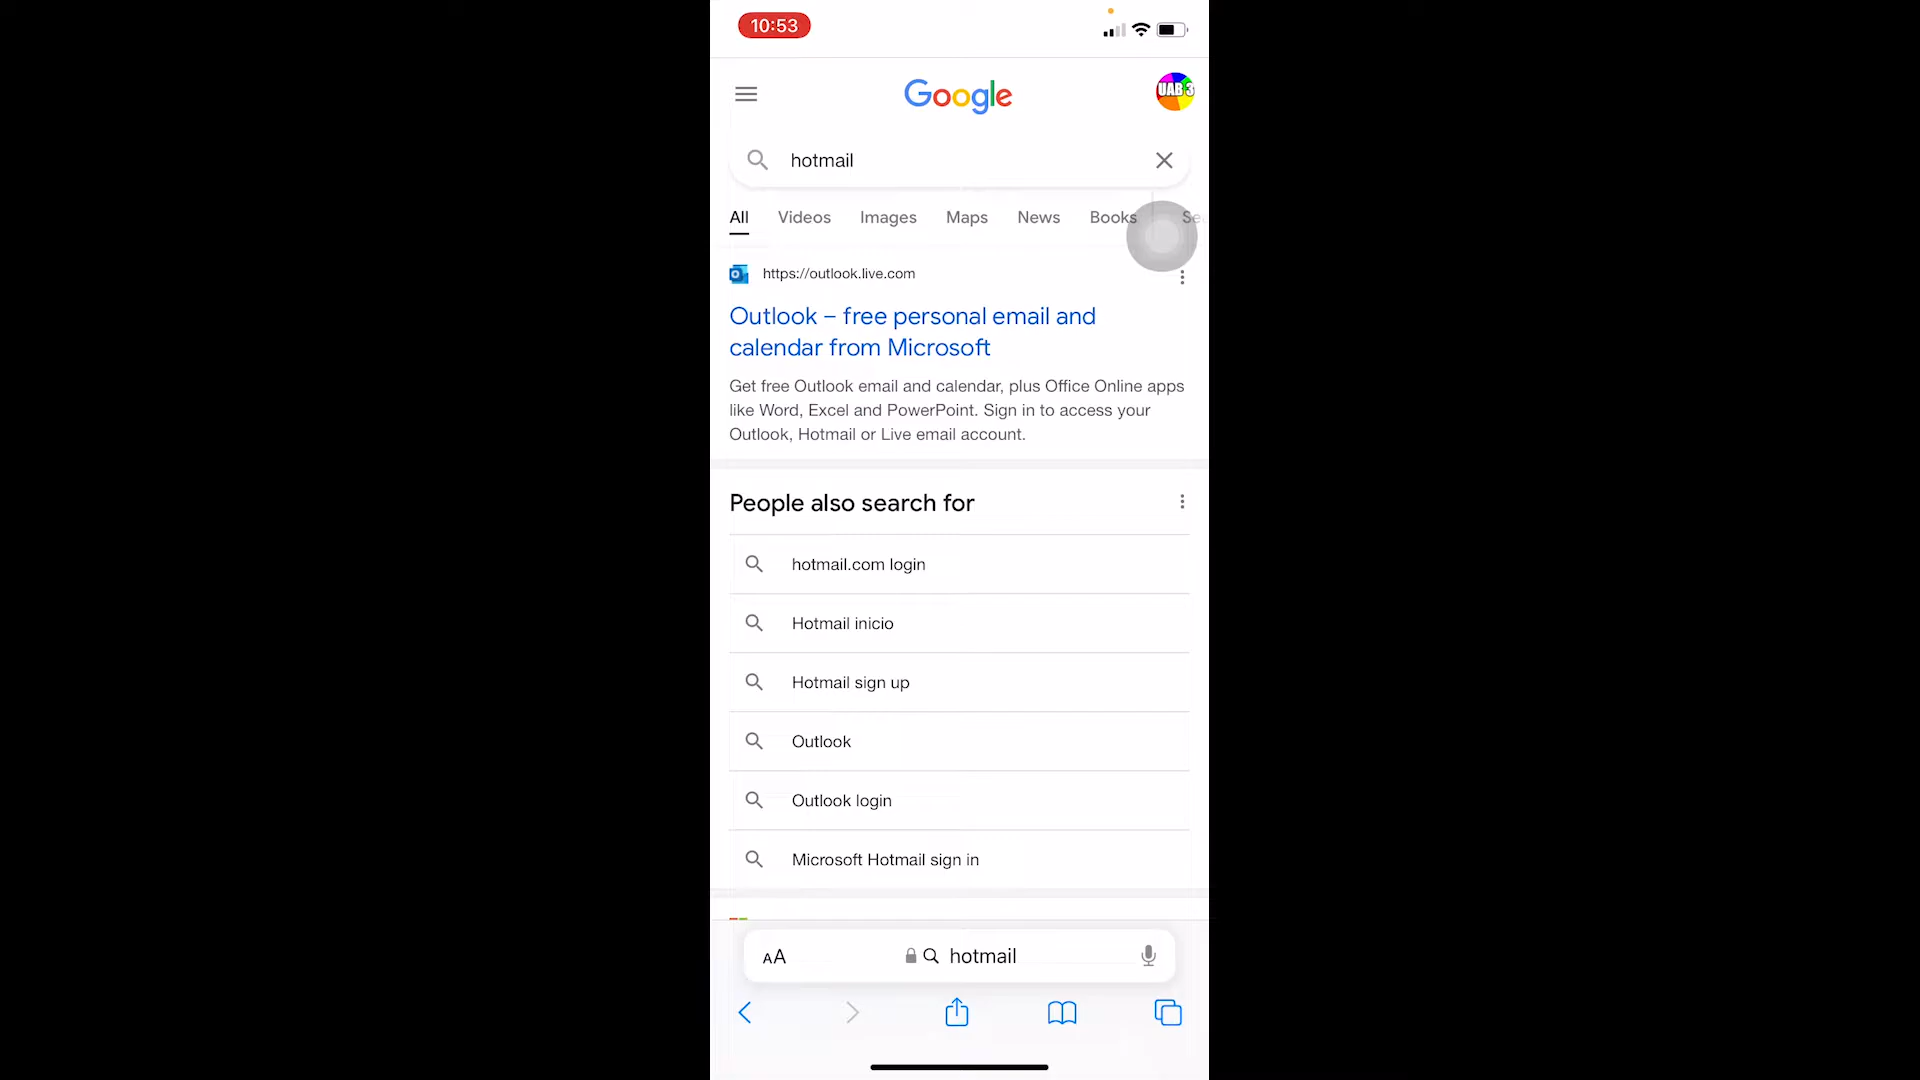 10:53
Google
UAB 3
hotmail
All Videos Images Maps News Books Se
https://outlook.live.com
Outlook – free personal email and
calendar from Microsoft
Get free Outlook email and calendar, plus Office Online apps
like Word, Excel and PowerPoint. Sign in to access your
Outlook, Hotmail or Live email account.
People also search for
hotmail.com login
Hotmail inicio
Hotmail sign up
Outlook
Outlook login
Microsoft Hotmail sign in
AA hotmail